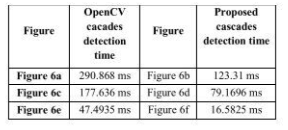 Figure OpenCV cacades detection time Figure Proposed cascades detection time
Figure 6a 290.868 ms Figure 6b 123.31 ms
Figure 6c 177.636 ms Figure 6d 79.1696 ms
Figure 6e 47.4935 ms Figure 6f 16.5825 ms